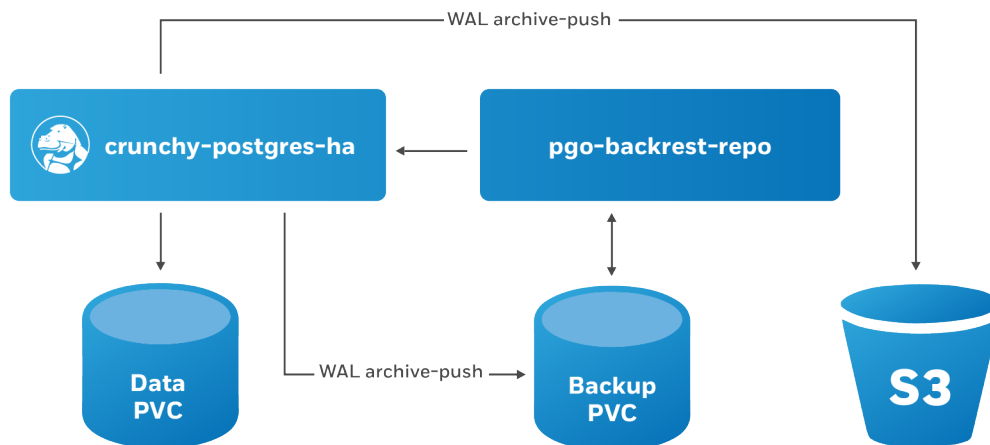 WAL archive-push
crunchy-postgres-ha
pgo-backrest-repo
WAL archive-push
Data
PVC
Backup
PVC
S3